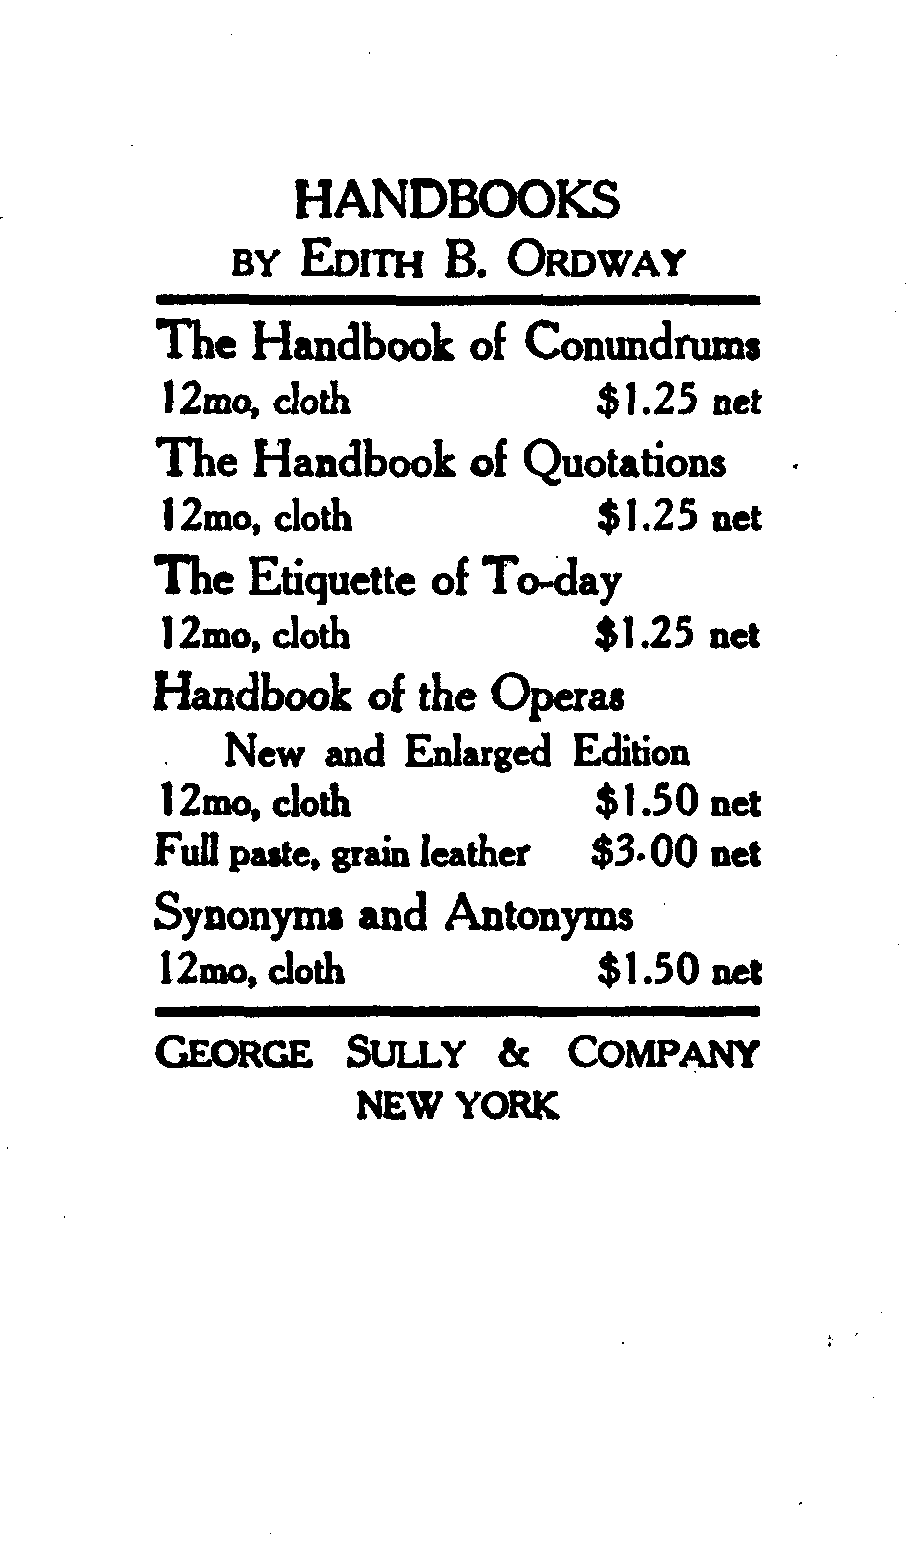 HANDBOOKS
BY EDITH B. ORDWAY
The Handbook of Conundrums
12mo, cloth $1.25 net
The Handbook of Quotations
12mo, cloth $1.25 net
The Etiquette of To-day
12mo, cloth $1.25 net
Handbook of the Operas
New and Enlarged Edition
12mo, cloth $1.50 net
Full paste, grain leather $3.00 net
Synonyms and Antonyms
12mo, cloth $1.50 net
GEORGE SULLY & COMPANY
NEW YORK